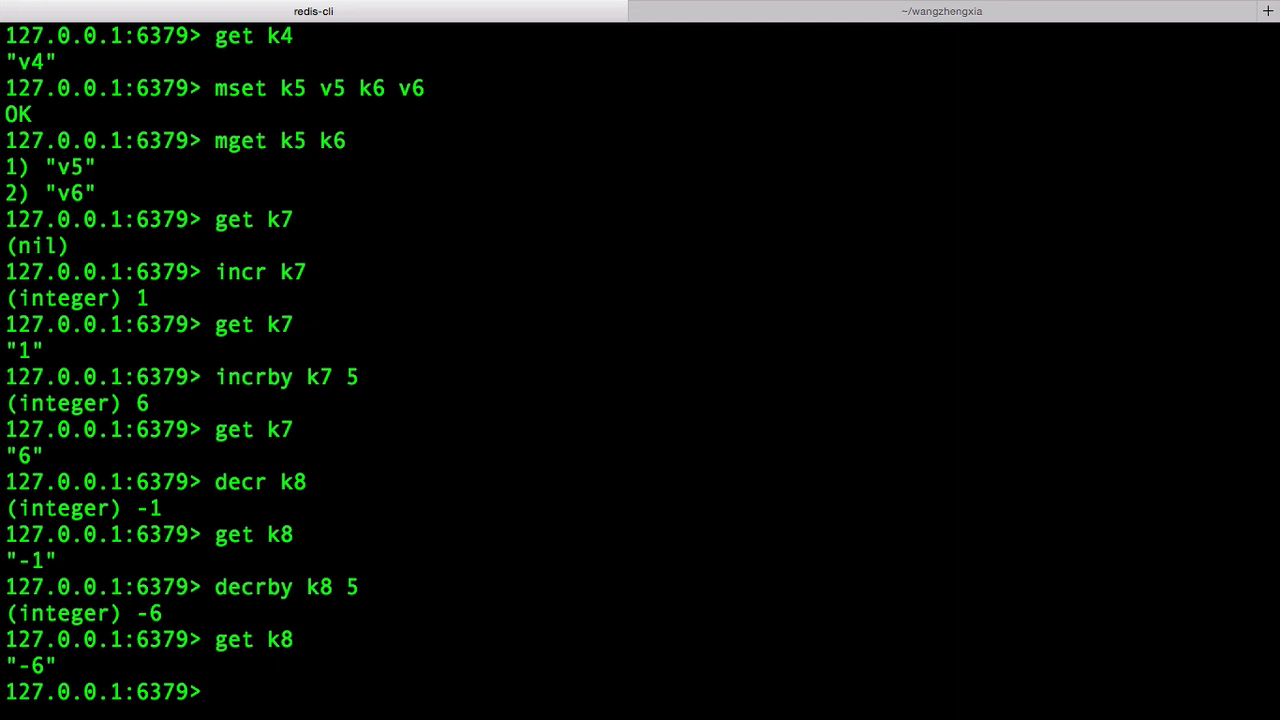 redis-cli
~/wangzhengxia
+
127.0.0.1:6379> get k4
"v4"
127.0.0.1:6379> mset k5 v5 k6 v6
OK
127.0.0.1:6379> mget k5 k6
1) "v5"
2) "v6"
127.0.0.1:6379> get k7
(nil)
127.0.0.1:6379> incr k7
(integer) 1
127.0.0.1:6379> get k7
"1"
127.0.0.1:6379> incrby k7 5
(integer) 6
127.0.0.1:6379> get k7
"6"
127.0.0.1:6379> decr k8
(integer) -1
127.0.0.1:6379> get k8
"-1"
127.0.0.1:6379> decrby k8 5
(integer) -6
127.0.0.1:6379> get k8
"-6"
127.0.0.1:6379>